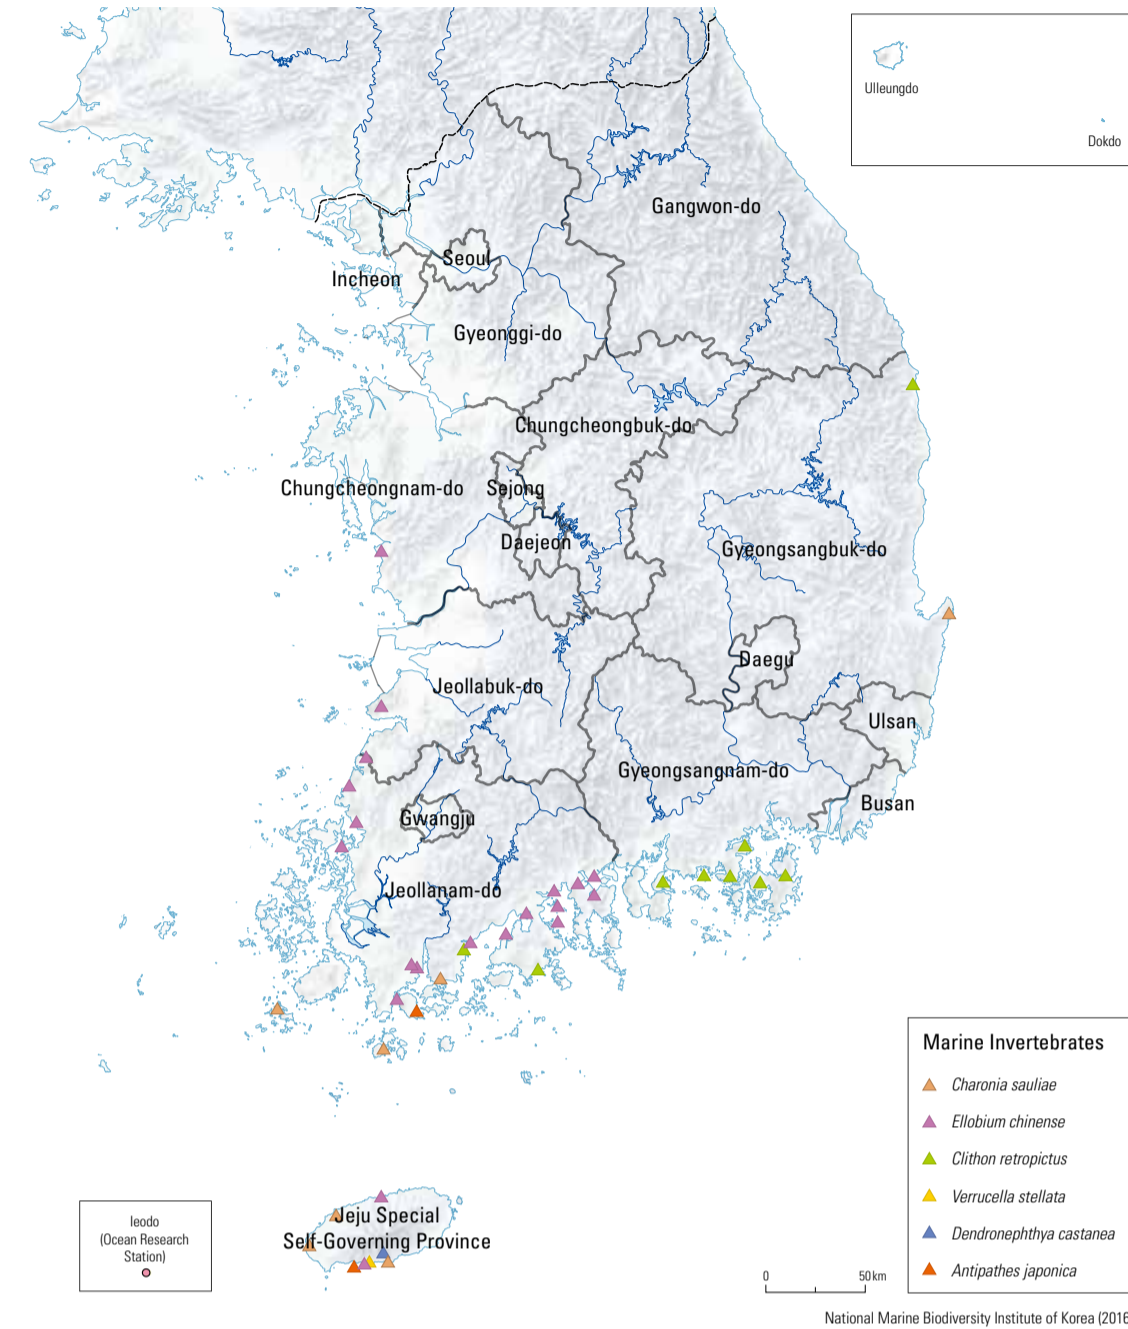 Ulleungdo
Dokdo
Gangwon-do
Seoul
Incheon
Gyeonggi-do
Chungcheongbuk-do
Chungcheongnam-do
Sejong
Daejeon
Gyeongsangbuk-do
Daegu
Jeollabuk-do
Ulsan
Gyeongsangnam-do
Busan
Gwangju
Jeollanam-do
Marine Invertebrates
Charonia sauliae
Ellobium chinense
Clithon retropictus
Verrucella stellata
Dendronephthya castanea
Antipathes japonica
Jeju Special
Self-Governing Province
Ieodo
(Ocean Research
Station)
0 50 km
National Marine Biodiversity Institute of Korea (2016